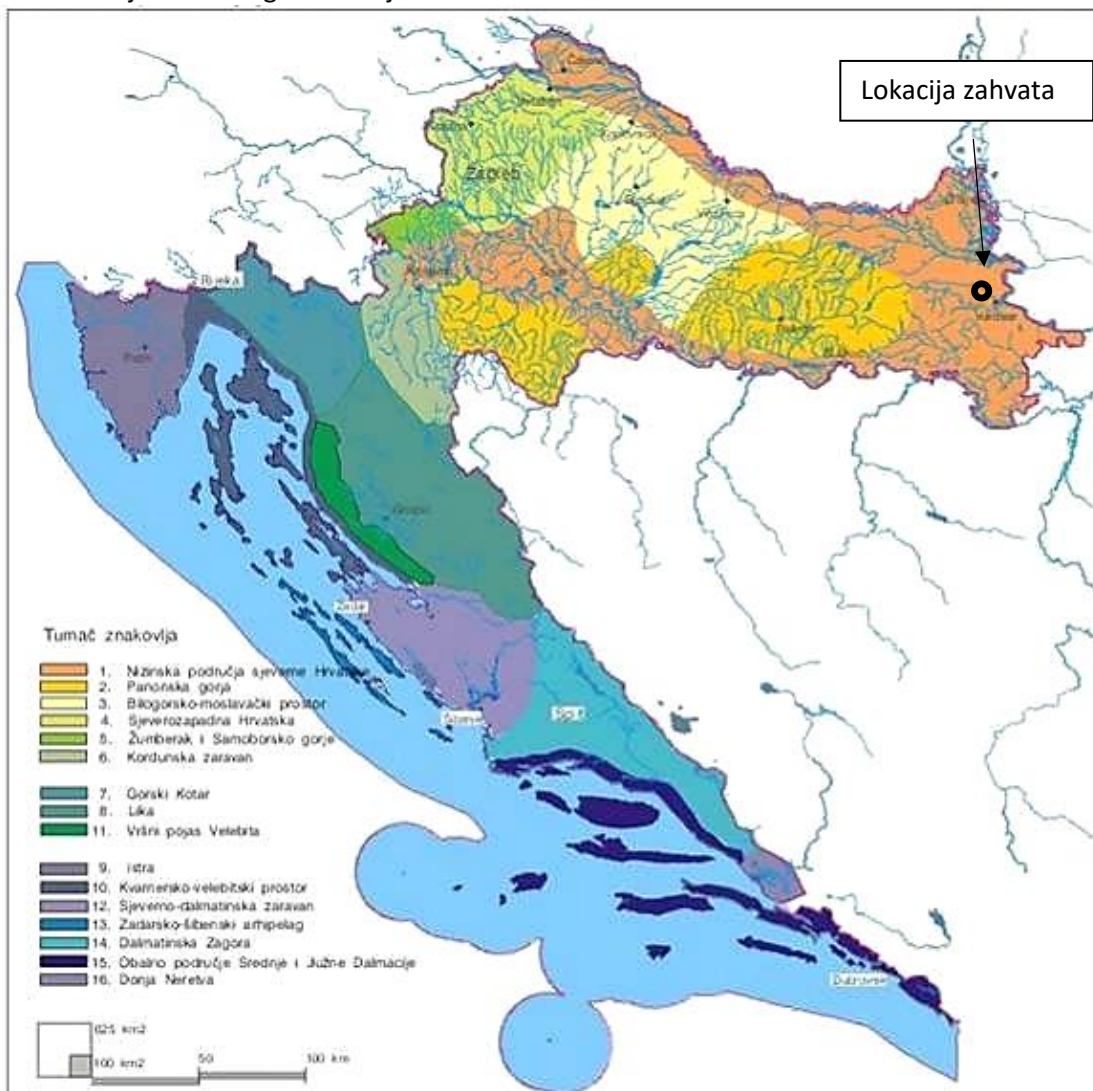 Lokacija zahvata
Zagreb
Rijeka
Sisak
Gospić
Zadar
Split
Dubrovnik
Tumač znakovlja
1. Nizinska područja sjeverne Hrvatske
2. Panonska gorja
3. Bilogorsko-moslavački prostor
4. Sjeverozapadna Hrvatska
5. Žumberak i Samoborsko gorje
6. Kordunska zaravan
7. Gorski Kotar
8. Lika
11. Vršni pojas Velebita
9. Istra
10. Kvarnersko-velebitski prostor
12. Sjeverno-dalmatinska zaravan
13. Zadarsko-šibenski arhipelag
14. Dalmatinska Zagora
15. Obalno područje Srednje i Južne Dalmacije
16. Donja Neretva
625 km2
100 km2
50
100 km